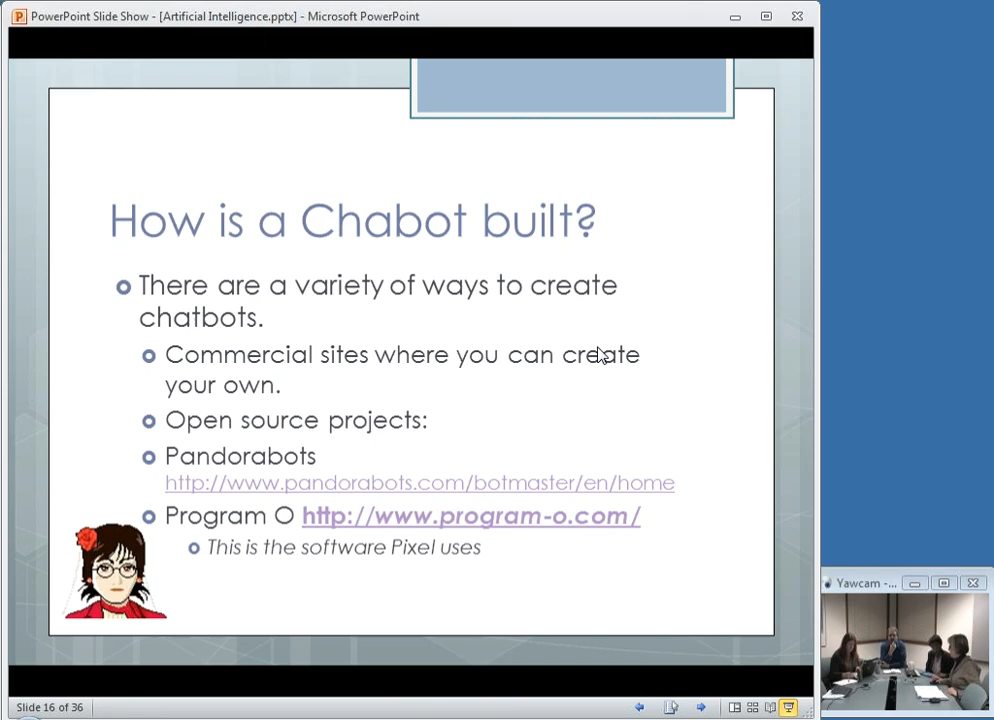 PowerPoint Slide Show - [Artificial Intelligence.pptx] - Microsoft PowerPoint
How is a Chabot built?
There are a variety of ways to create
chatbots.
Commercial sites where you can create
your own.
Open source projects:
Pandorabots
http://www.pandorabots.com/botmaster/en/home
Program O http://www.program-o.com/
This is the software Pixel uses
Yawcam -...
Slide 16 of 36